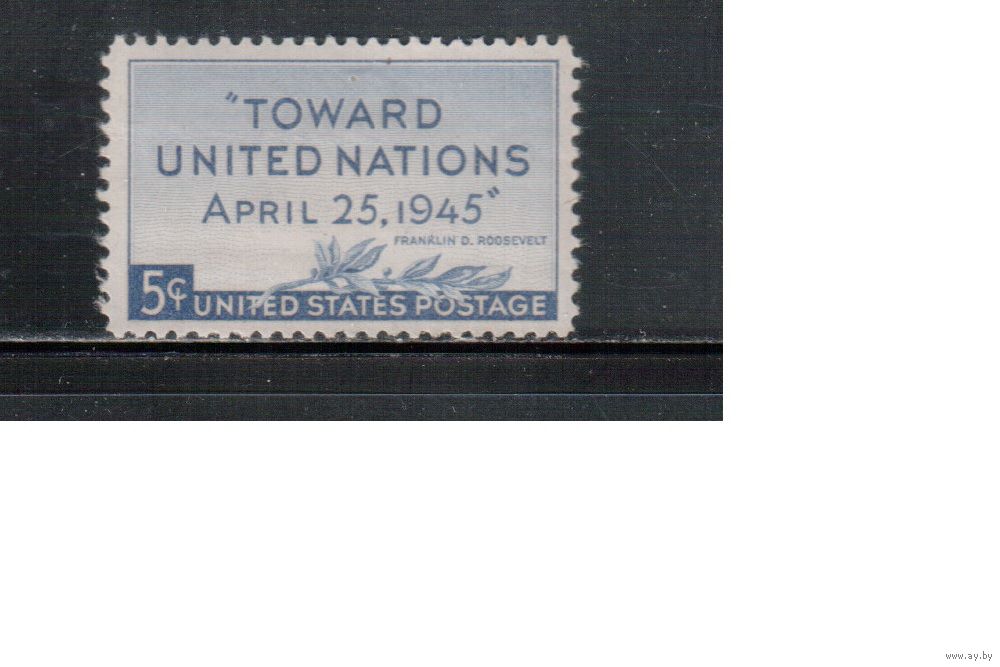 "TOWARD
UNITED NATIONS
APRIL 25, 1945"
FRANKLIN D. ROOSEVELT
5¢ UNITED STATES POSTAGE
www.ay.by